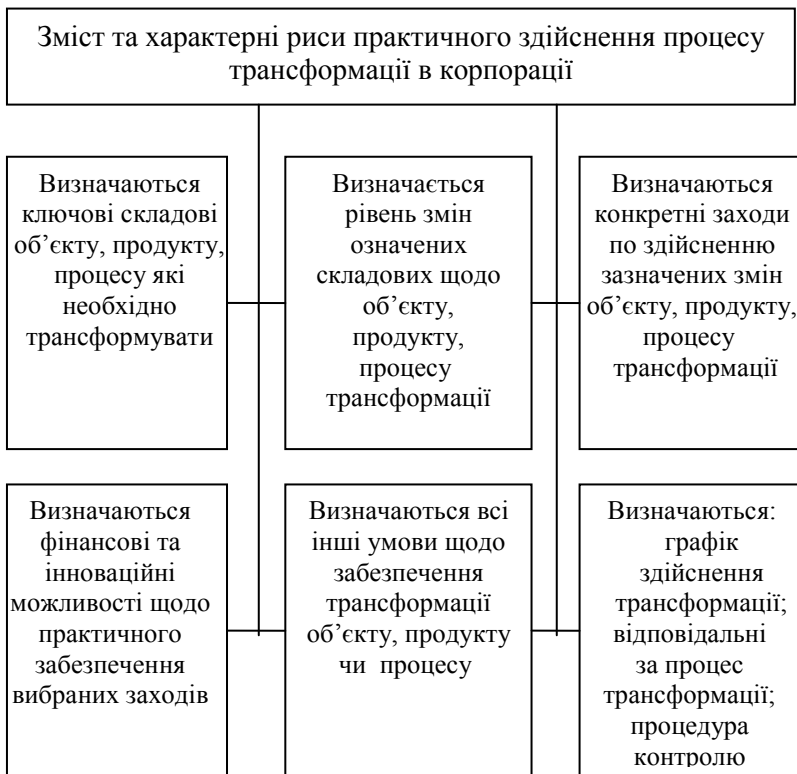 Зміст та характерні риси практичного здійснення процесу
трансформації в корпорації
Визначаються
ключові складові
об’єкту, продукту,
процесу які
необхідно
трансформувати
Визначається
рівень змін
означених
складових щодо
об’єкту,
продукту,
процесу
трансформації
Визначаються
конкретні заходи
по здійсненню
зазначених змін
об’єкту, продукту,
процесу
трансформації
Визначаються
фінансові та
інноваційні
можливості щодо
практичного
забезпечення
вибраних заходів
Визначаються всі
інші умови щодо
забезпечення
трансформації
об’єкту, продукту
чи процесу
Визначаються:
графік
здійснення
трансформації;
відповідальні
за процес
трансформації;
процедура
контролю